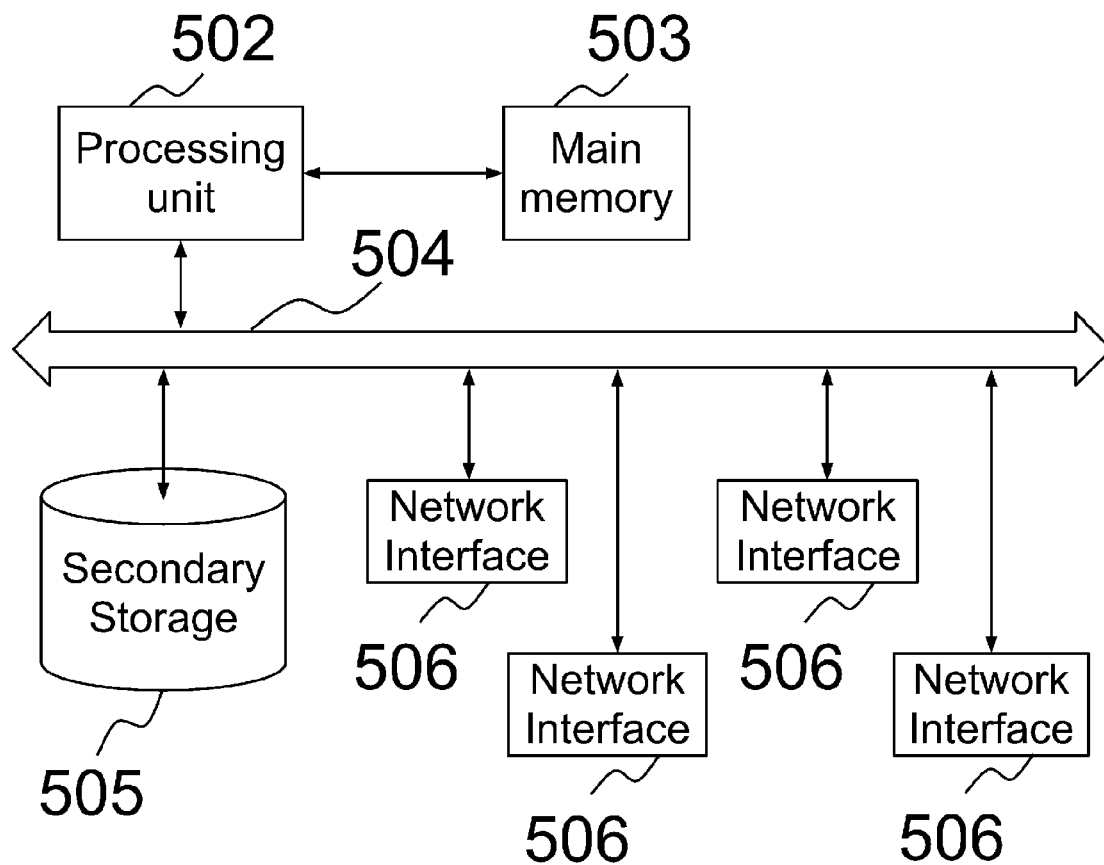 502
503
Processing
unit
Main
memory
504
Secondary
Storage
505
Network
Interface
506
Network
Interface
506
Network
Interface
506
Network
Interface
506